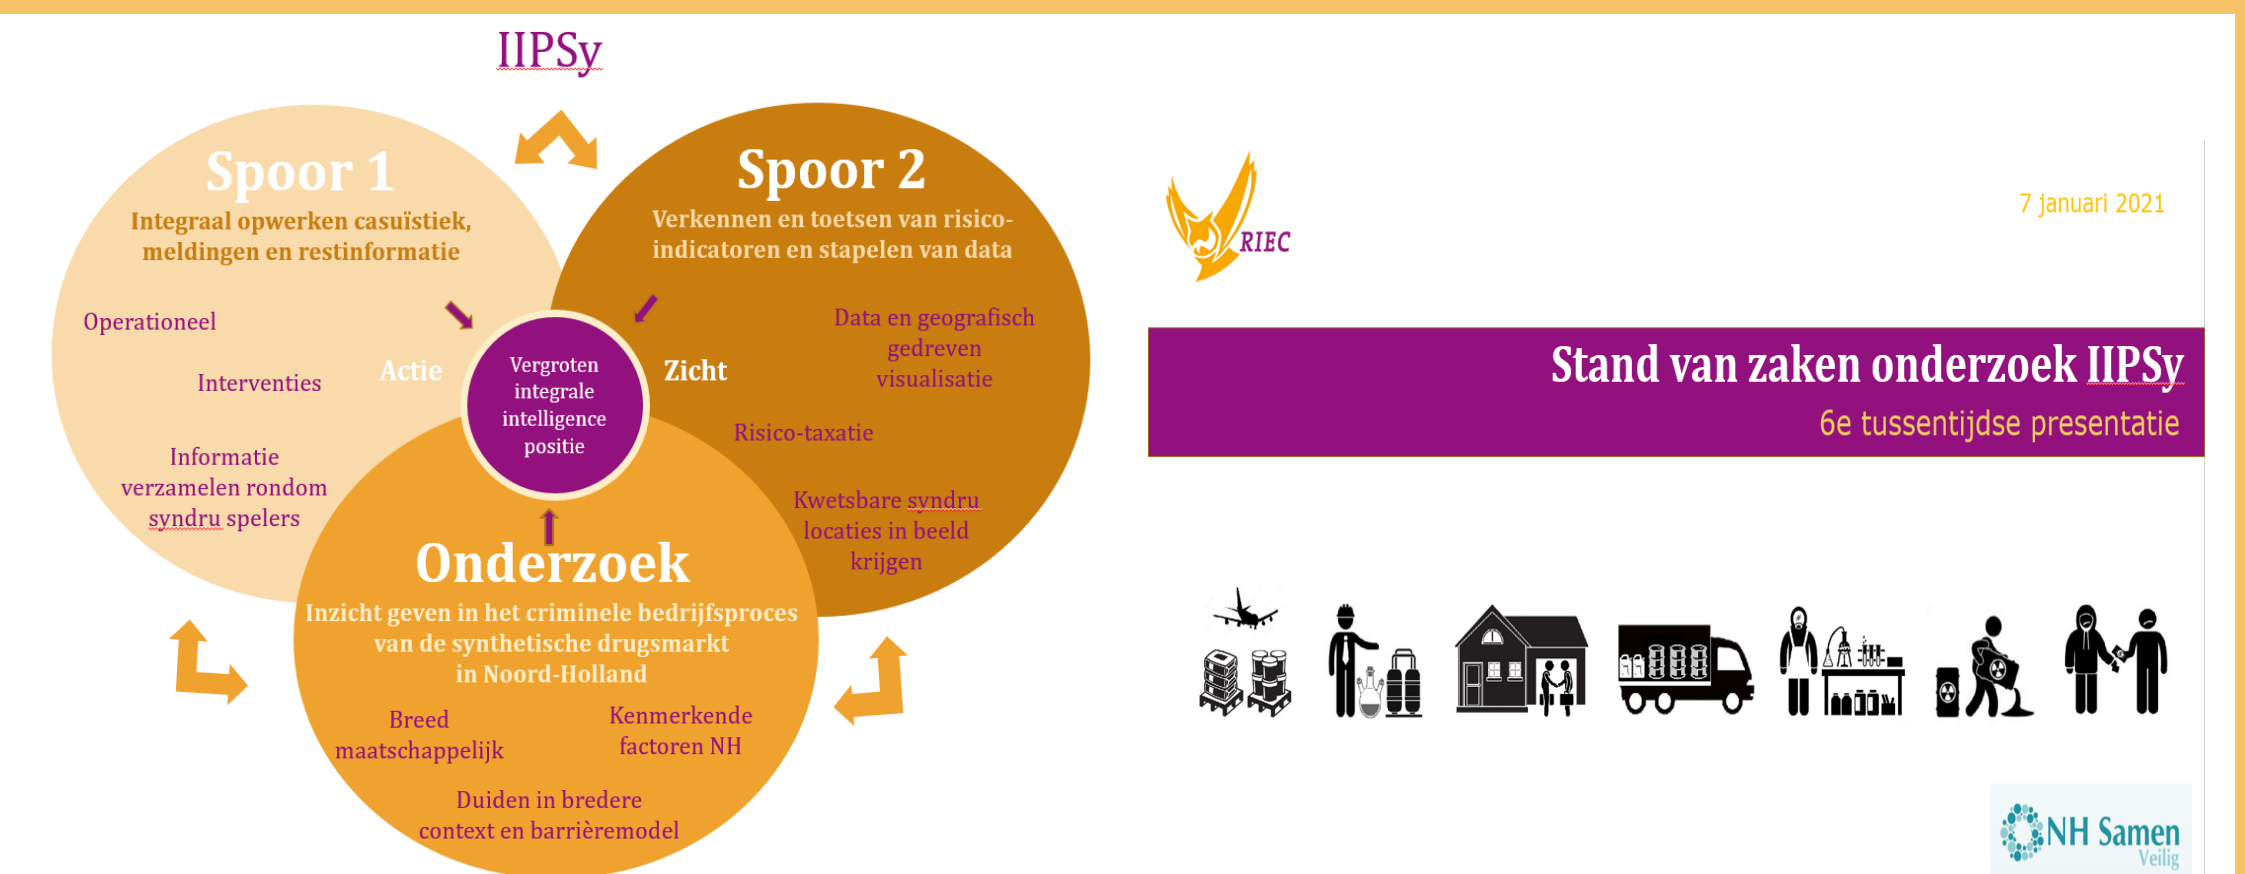 IIPSy
Spoor 1
Integraal opwerken casuïstiek,
meldingen en restinformatie
Operationeel
Interventies
Actie
Informatie
verzamelen rondom
syndru spelers
Spoor 2
Verkennen en toetsen van risico-
indicatoren en stapelen van data
Data en geografisch
gedreven
visualisatie
Zicht
Risico-taxatie
Kwetsbare syndru
locaties in beeld
krijgen
Vergroten
integrale
intelligence
positie
Onderzoek
Inzicht geven in het criminele bedrijfsproces
van de synthetische drugsmarkt
in Noord-Holland
Breed
maatschappelijk
Kenmerkende
factoren NH
Duiden in bredere
context en barrièremodel
RIEC
7 januari 2021
Stand van zaken onderzoek IIPSy
6e tussentijdse presentatie
NH Samen
Veilig